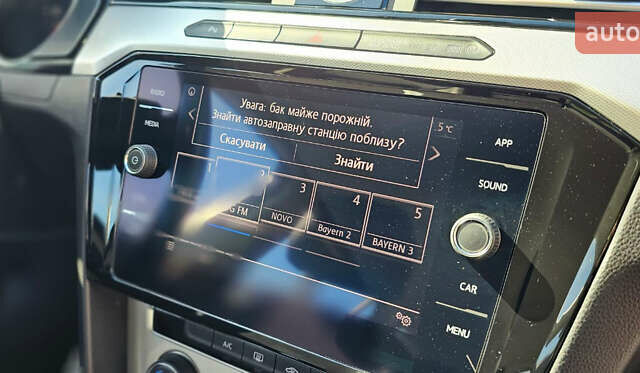 auto
RADIO
MEDIA
Увага: бак майже порожній.
Знайти автозаправну станцію поблизу?
Скасувати
Знайти
5 °C
APP
SOUND
CAR
MENU
1
2
3
4
5
G FM
NOVO
Bayern 2
BAYERN 3
A/C